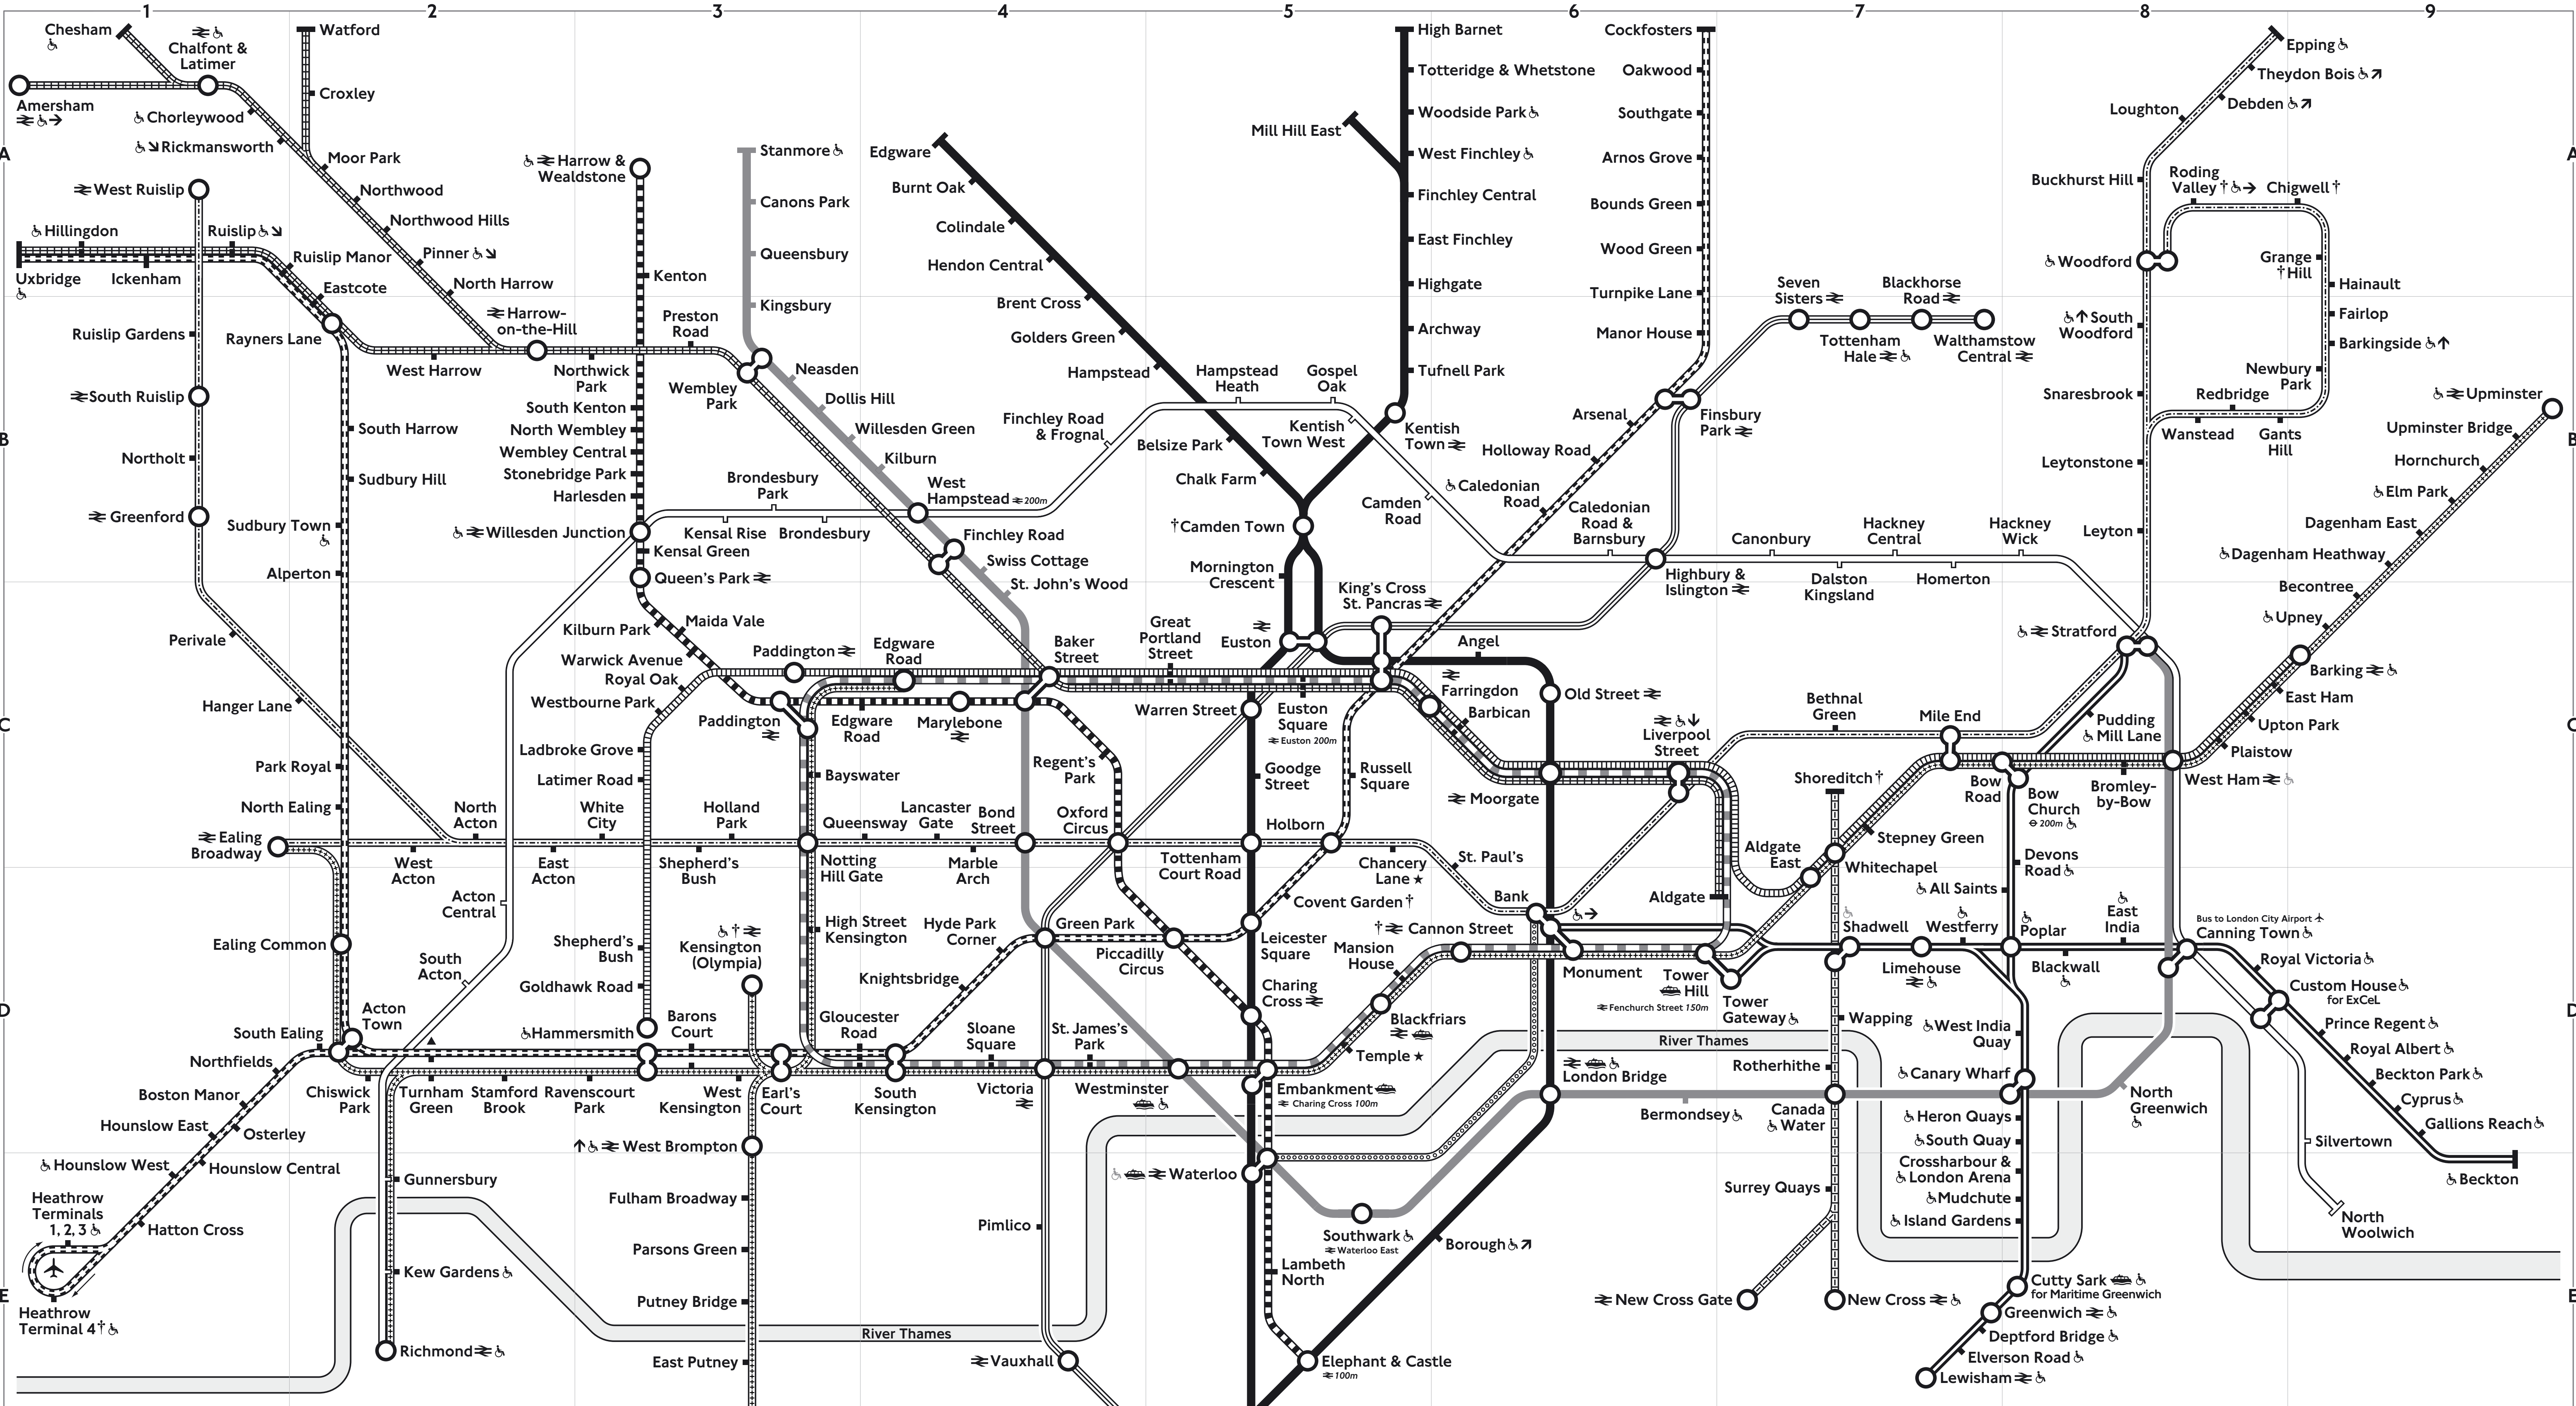 1
2
3
4
5
6
7
8
9
A
A
B
B
C
C
D
D
E
E
Chesham
Chalfont &
Latimer
Watford
Amersham
Croxley
Chorleywood
Rickmansworth
Moor Park
Northwood
Northwood Hills
Pinner
North Harrow
Harrow-
on-the-Hill
West Ruislip
Hillingdon
Ruislip
Ruislip Manor
Uxbridge
Ickenham
Eastcote
Rayners Lane
Ruislip Gardens
South Ruislip
Northolt
Greenford
West Harrow
Northwick
Park
Preston
Road
Wembley
Park
South Harrow
Sudbury Hill
Sudbury Town
Alperton
Perivale
Hanger Lane
Park Royal
North Ealing
Ealing
Broadway
Ealing Common
Harrow &
Wealdstone
Kenton
South Kenton
North Wembley
Wembley Central
Stonebridge Park
Harlesden
Willesden Junction
Kensal Green
Queen's Park
Kilburn Park
Maida Vale
Warwick Avenue
Royal Oak
Westbourne Park
Ladbroke Grove
Latimer Road
Stanmore
Canons Park
Queensbury
Kingsbury
Neasden
Dollis Hill
Willesden Green
Kilburn
West
Hampstead 200m
Finchley Road
Swiss Cottage
St. John's Wood
Brondesbury
Park
Kensal Rise
Brondesbury
Finchley Road
& Frognal
Hampstead
Heath
Gospel
Oak
Kentish
Town West
Camden
Road
Caledonian
Road &
Barnsbury
Edgware
Burnt Oak
Colindale
Hendon Central
Brent Cross
Golders Green
Hampstead
Belsize Park
Chalk Farm
†Camden Town
Mornington
Crescent
Euston
Mill Hill East
High Barnet
Totteridge & Whetstone
Woodside Park
West Finchley
Finchley Central
East Finchley
Highgate
Archway
Tufnell Park
Kentish
Town
Cockfosters
Oakwood
Southgate
Arnos Grove
Bounds Green
Wood Green
Turnpike Lane
Manor House
Arsenal
Finsbury
Park
Holloway Road
Caledonian
Road
Seven
Sisters
Blackhorse
Road
Tottenham
Hale
Walthamstow
Central
Highbury &
Islington
Canonbury
Hackney
Central
Hackney
Wick
Dalston
Kingsland
Homerton
King's Cross
St. Pancras
Angel
Old Street
Epping
Theydon Bois
Debden
Loughton
Buckhurst Hill
Roding
Valley †
Chigwell †
Woodford
Grange
†Hill
Hainault
Fairlop
Barkingside
Newbury
Park
Redbridge
Wanstead
Gants
Hill
South
Woodford
Snaresbrook
Leytonstone
Leyton
Stratford
Upminster
Upminster Bridge
Hornchurch
Elm Park
Dagenham East
Dagenham Heathway
Becontree
Upney
Barking
East Ham
Upton Park
Plaistow
West Ham
Bromley-
by-Bow
Bow
Road
Mile End
Bethnal
Green
Stepney Green
Whitechapel
Aldgate
East
Aldgate
Shoreditch †
Pudding
Mill Lane
Bow
Church
200m
Devons
Road
All Saints
Paddington
Edgware
Road
Baker
Street
Great
Portland
Street
Paddington
Edgware
Road
Marylebone
Warren Street
Euston
Square
Euston 200m
Farringdon
Barbican
Moorgate
Liverpool
Street
Regent's
Park
Goodge
Street
Russell
Square
Bayswater
North
Acton
White
City
Holland
Park
Queensway
Lancaster
Gate
Bond
Street
Oxford
Circus
Holborn
West
Acton
East
Acton
Shepherd's
Bush
Notting
Hill Gate
Marble
Arch
Tottenham
Court Road
Chancery
Lane ★
St. Paul's
Bank
Acton
Central
South
Acton
Shepherd's
Bush
Goldhawk Road
Kensington
(Olympia)
High Street
Kensington
Hyde Park
Corner
Green Park
Knightsbridge
Piccadilly
Circus
Leicester
Square
Covent Garden †
Charing
Cross
Mansion
House
† Cannon Street
Monument
Blackfriars
Temple ★
Tower
Hill
Fenchurch Street 150m
Tower
Gateway
Shadwell
Limehouse
Westferry
Poplar
Blackwall
East
India
Bus to London City Airport
Canning Town
Royal Victoria
Custom House
for ExCeL
Prince Regent
Royal Albert
Beckton Park
Cyprus
Gallions Reach
Beckton
Silvertown
North
Woolwich
South Ealing
Northfields
Boston Manor
Hounslow East
Osterley
Hounslow West
Hounslow Central
Heathrow
Terminals
1, 2, 3
Hatton Cross
Heathrow
Terminal 4†
Acton
Town
Chiswick
Park
Turnham
Green
Stamford
Brook
Ravenscourt
Park
Hammersmith
Barons
Court
West
Kensington
Earl's
Court
Gloucester
Road
South
Kensington
Sloane
Square
Victoria
St. James's
Park
Westminster
Embankment
Charing Cross 100m
Gunnersbury
Kew Gardens
Richmond
West Brompton
Fulham Broadway
Parsons Green
Putney Bridge
East Putney
Pimlico
Vauxhall
Waterloo
Southwark
Waterloo East
Lambeth
North
Elephant & Castle
100m
Borough
London Bridge
Bermondsey
Wapping
Rotherhithe
Canada
Water
Surrey Quays
New Cross Gate
New Cross
West India
Quay
Canary Wharf
Heron Quays
South Quay
Crossharbour &
London Arena
Mudchute
Island Gardens
Cutty Sark
for Maritime Greenwich
Greenwich
Deptford Bridge
Elverson Road
Lewisham
North
Greenwich
River Thames
River Thames